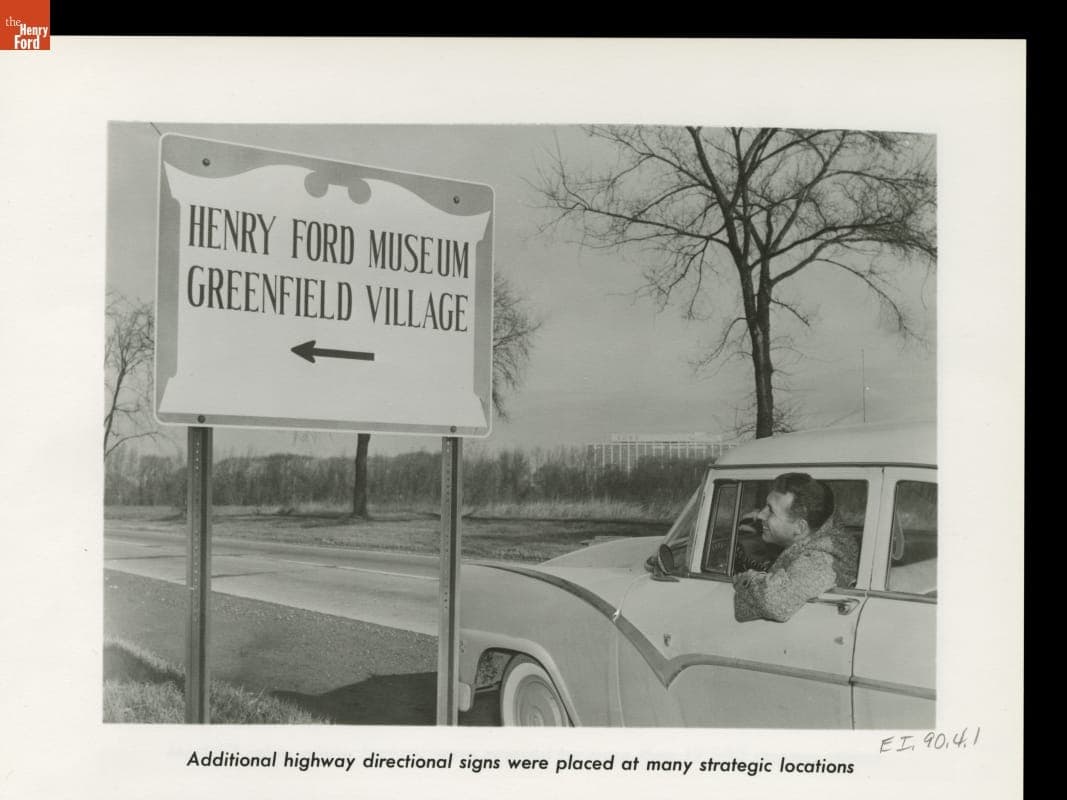 the
Henry
Ford
HENRY FORD MUSEUM
GREENFIELD VILLAGE
E.I. 90.4.1
Additional highway directional signs were placed at many strategic locations